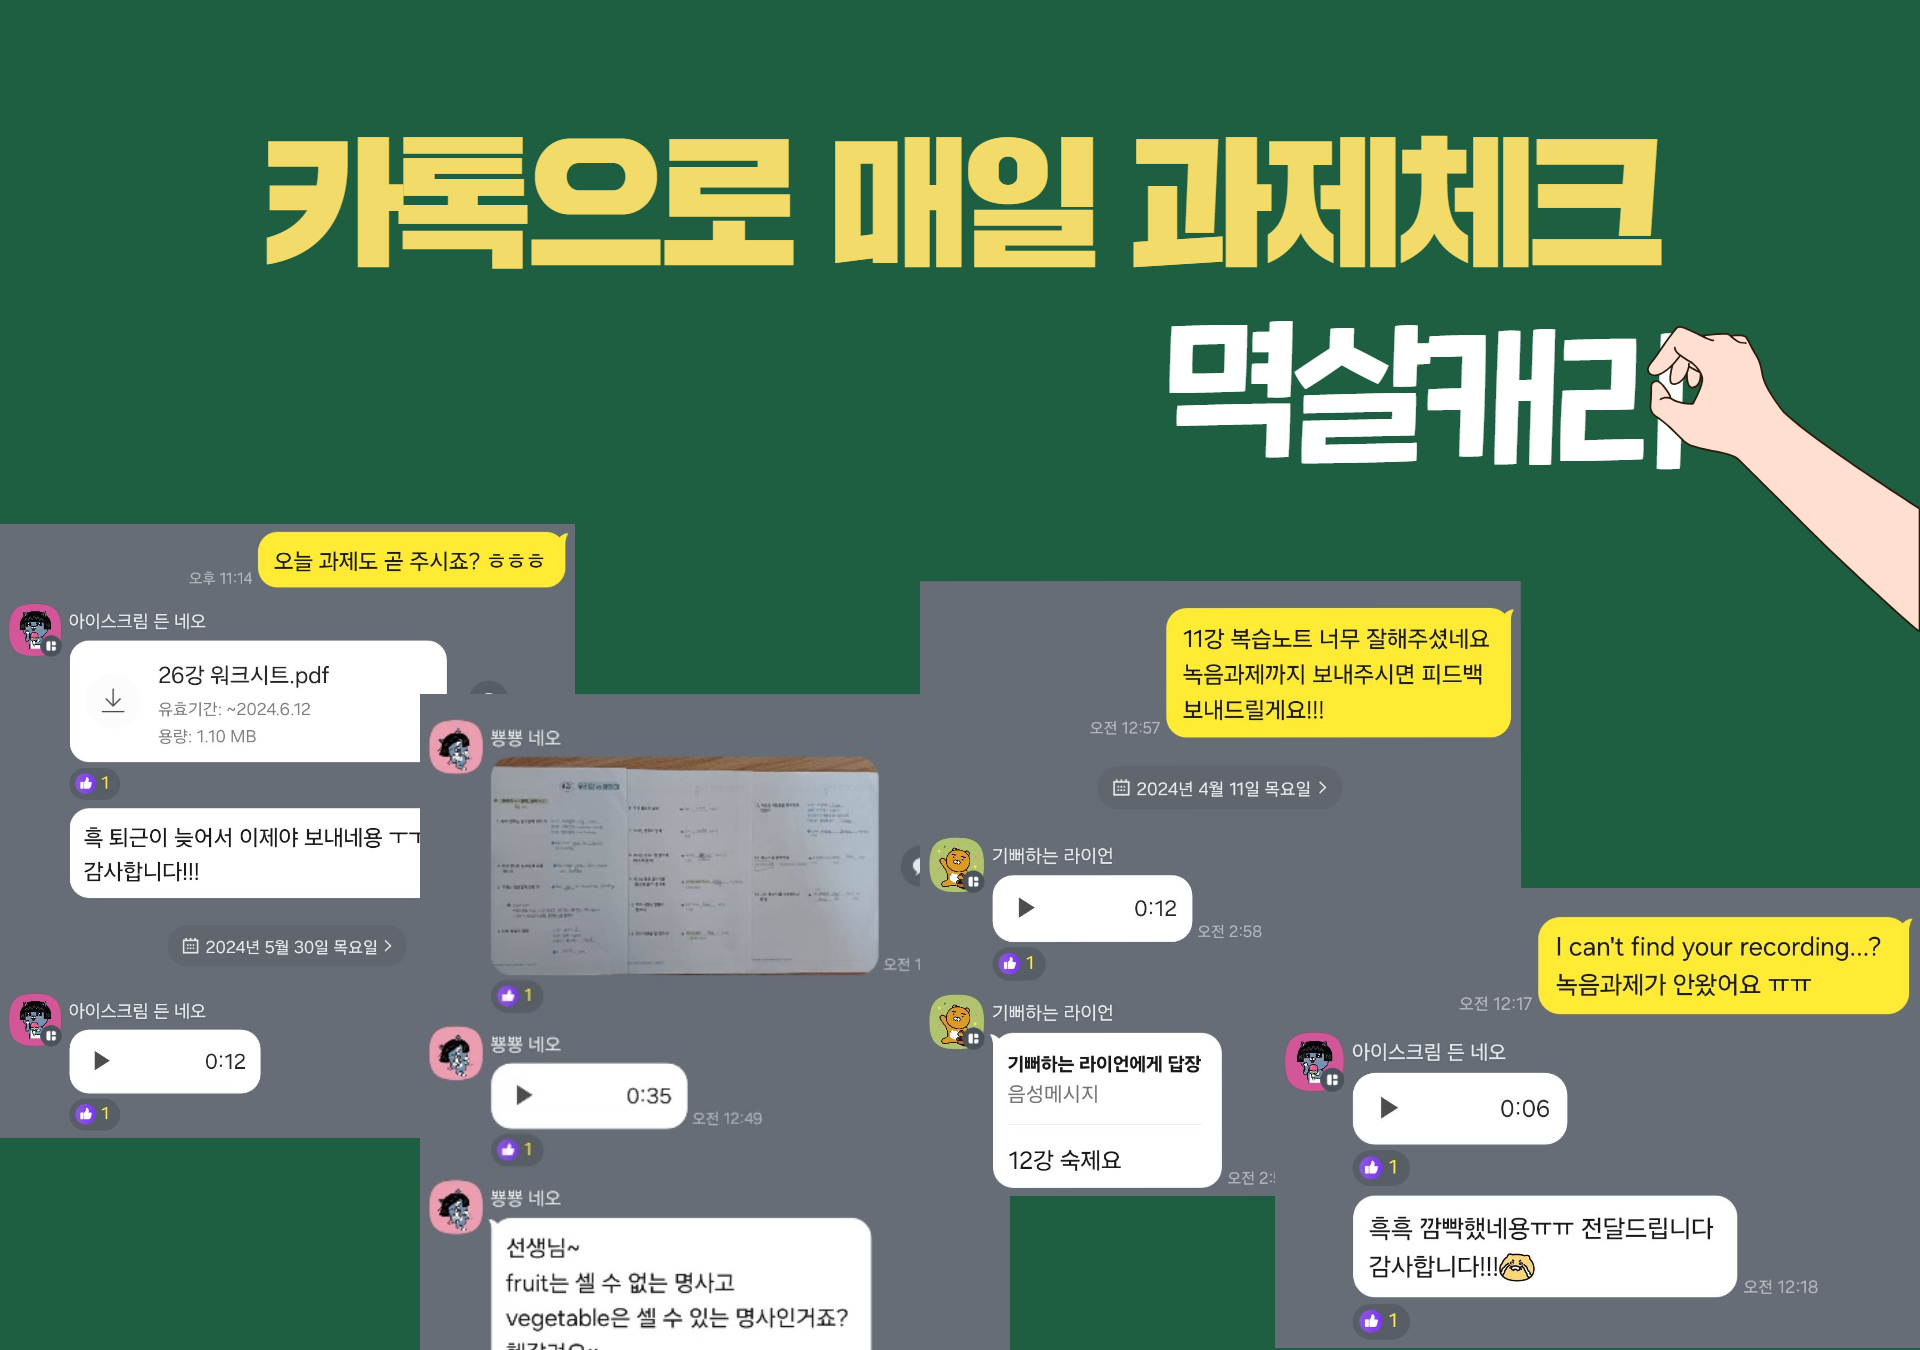 카톡으로 매일 과제체크
멱살캐리
오늘 과제도 곧 주시죠? ㅎㅎㅎ
오후 11:14
아이스크림 든 네오
26강 워크시트.pdf
유효기간: ~2024.6.12
용량: 1.10 MB
1
흑 퇴근이 늦어서 이제야 보내네용 ㅜㅜ
감사합니다!!!
2024년 5월 30일 목요일
아이스크림 든 네오
0:12
1
뿅뿅 네오
오전 1
1
뿅뿅 네오
0:35
오전 12:49
1
뿅뿅 네오
선생님~
fruit는 셀 수 없는 명사고
vegetable은 셀 수 있는 명사인거죠?
11강 복습노트 너무 잘해주셨네요
녹음과제까지 보내주시면 피드백
보내드릴게요!!!
오전 12:57
2024년 4월 11일 목요일
기뻐하는 라이언
0:12
오전 2:58
1
기뻐하는 라이언
기뻐하는 라이언에게 답장
음성메시지
12강 숙제요
오전 2:5
I can't find your recording...?
녹음과제가 안왔어요 ㅠㅠ
오전 12:17
아이스크림 든 네오
0:06
1
흑흑 깜빡했네용ㅠㅠ 전달드립니다
감사합니다!!!
오전 12:18
1